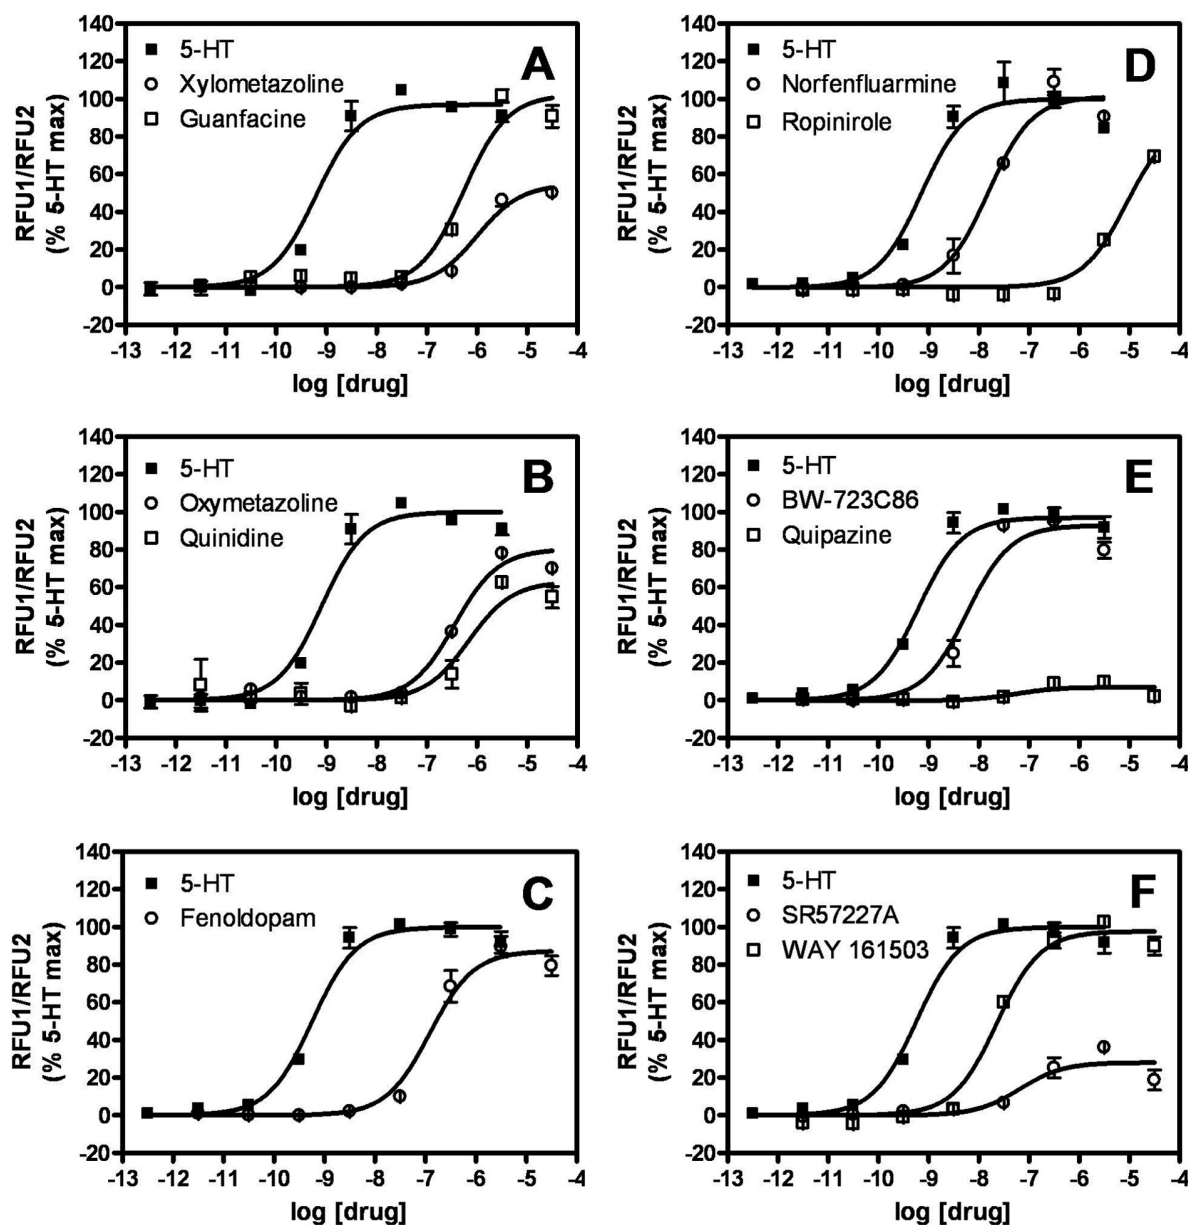 A
5-HT
Xylometazoline
Guanfacine
RFU1/RFU2
(% 5-HT max)
140
120
100
80
60
40
20
0
-20
-13 -12 -11 -10 -9 -8 -7 -6 -5 -4
log [drug]
D
5-HT
Norfenfluarmine
Ropinirole
RFU1/RFU2
(% 5-HT max)
140
120
100
80
60
40
20
0
-20
-13 -12 -11 -10 -9 -8 -7 -6 -5 -4
log [drug]
B
5-HT
Oxymetazoline
Quinidine
RFU1/RFU2
(% 5-HT max)
140
120
100
80
60
40
20
0
-20
-13 -12 -11 -10 -9 -8 -7 -6 -5 -4
log [drug]
E
5-HT
BW-723C86
Quipazine
RFU1/RFU2
(% 5-HT max)
140
120
100
80
60
40
20
0
-20
-13 -12 -11 -10 -9 -8 -7 -6 -5 -4
log [drug]
C
5-HT
Fenoldopam
RFU1/RFU2
(% 5-HT max)
140
120
100
80
60
40
20
0
-20
-13 -12 -11 -10 -9 -8 -7 -6 -5 -4
log [drug]
F
5-HT
SR57227A
WAY 161503
RFU1/RFU2
(% 5-HT max)
140
120
100
80
60
40
20
0
-20
-13 -12 -11 -10 -9 -8 -7 -6 -5 -4
log [drug]